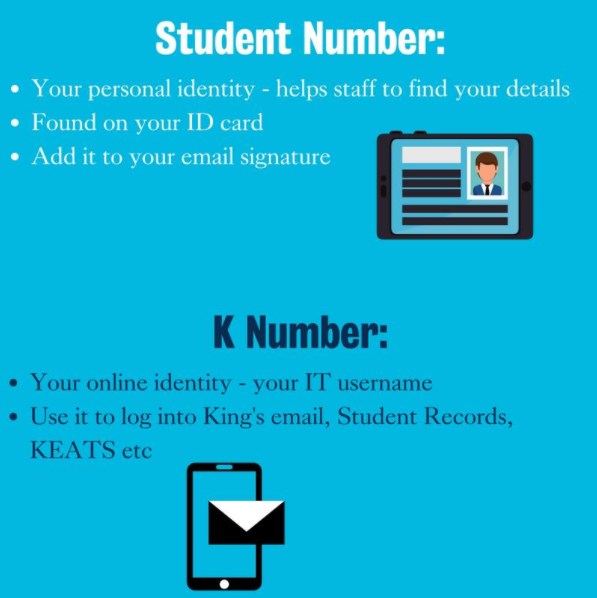 Student Number:
• Your personal identity - helps staff to find your details
• Found on your ID card
• Add it to your email signature
K Number:
• Your online identity - your IT username
• Use it to log into King's email, Student Records,
KEATS etc